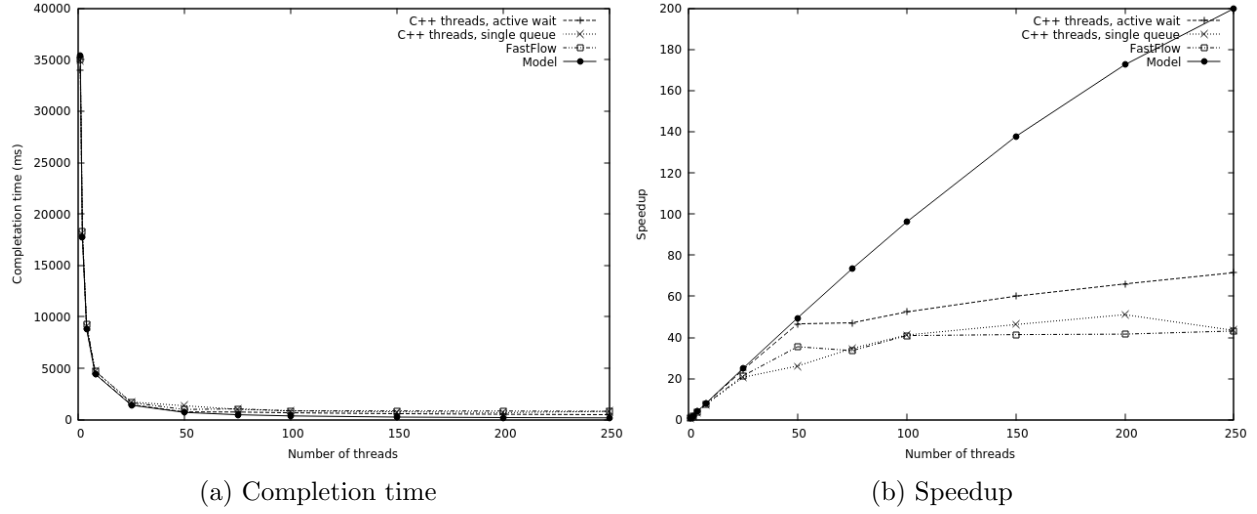 40000
35000
30000
25000
20000
15000
10000
5000
0
Completation time (ms)
C++ threads, active wait
C++ threads, single queue
FastFlow
Model
0 50 100 150 200 250
Number of threads
(a) Completion time
200
180
160
140
120
100
80
60
40
20
0
Speedup
C++ threads, active wait
C++ threads, single queue
FastFlow
Model
0 50 100 150 200 250
Number of threads
(b) Speedup